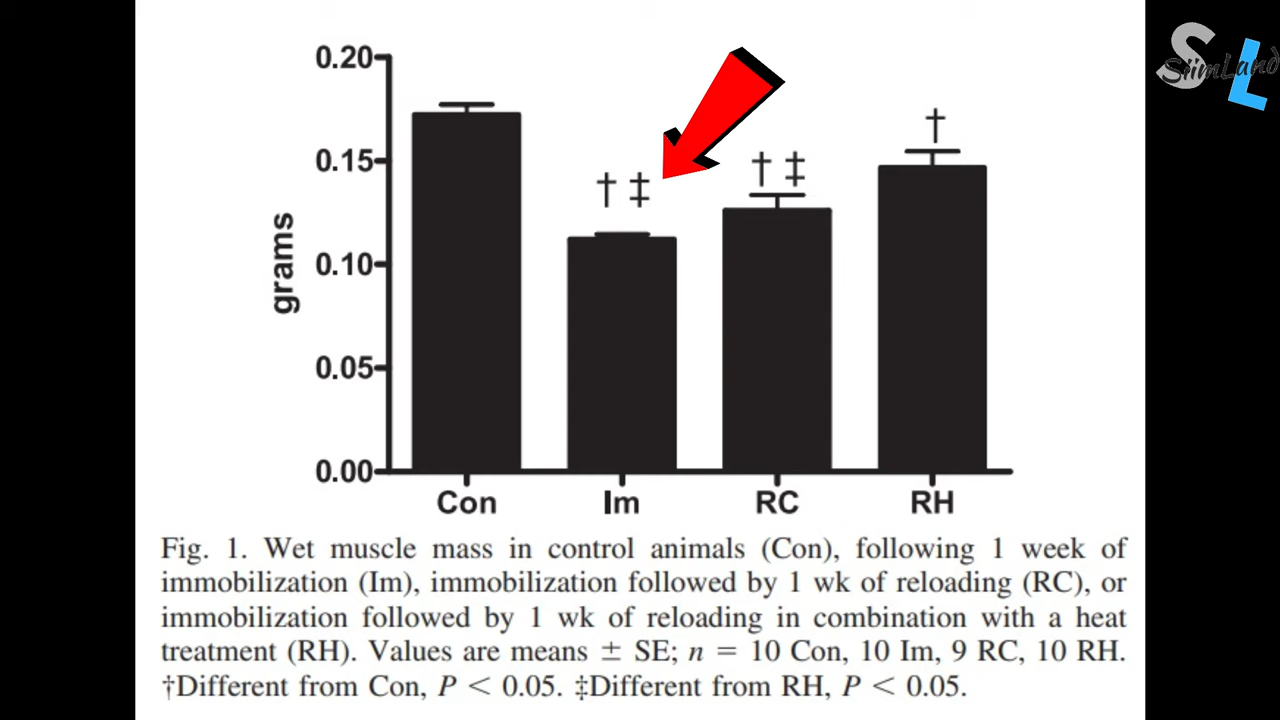 S
L
SiimLand
0.20
† 
0.15
† ‡
† ‡
0.10
grams
0.05
0.00
Con Im RC RH
Fig. 1. Wet muscle mass in control animals (Con), following 1 week of
immobilization (Im), immobilization followed by 1 wk of reloading (RC), or
immobilization followed by 1 wk of reloading in combination with a heat
treatment (RH). Values are means ± SE; n = 10 Con, 10 Im, 9 RC, 10 RH.
†Different from Con, P < 0.05. ‡Different from RH, P < 0.05.